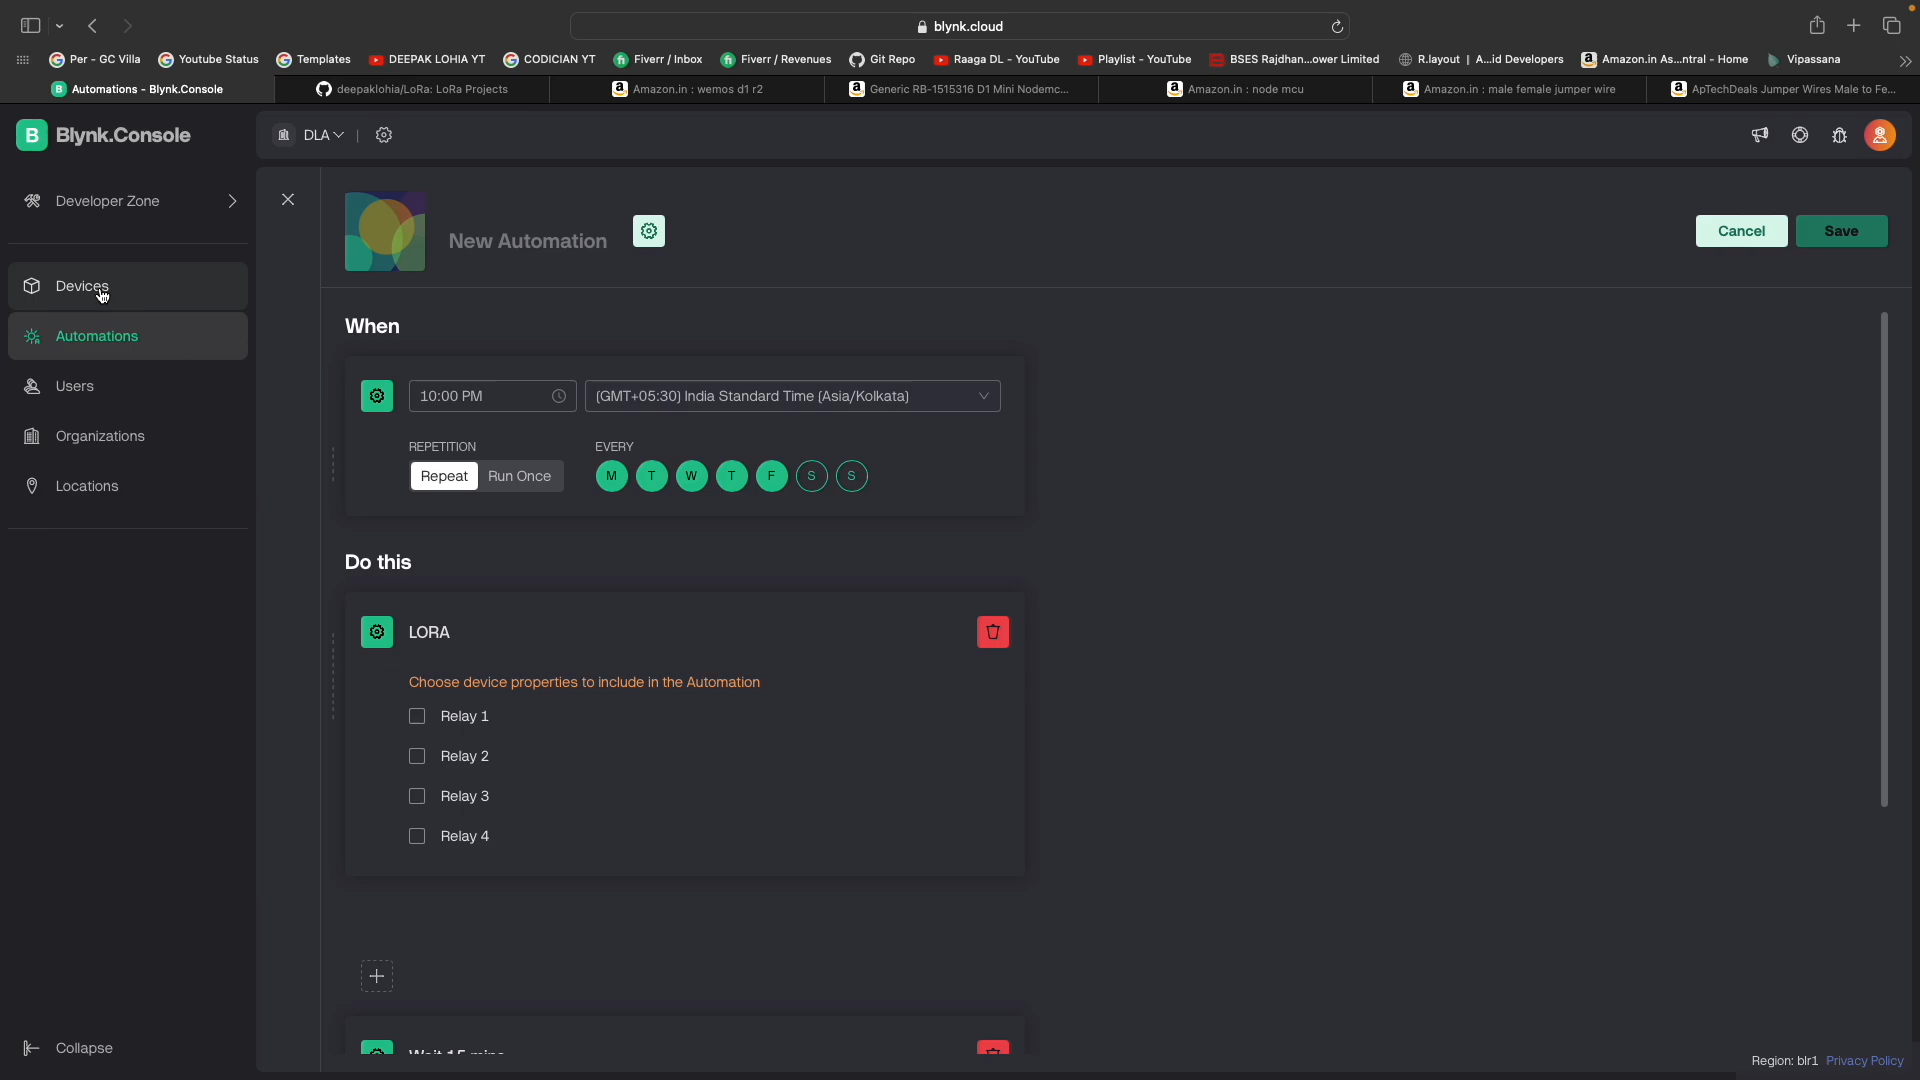 blynk.cloud
Per - GC Villa
Youtube Status
Templates
DEEPAK LOHIA YT
CODICIAN YT
Fiverr / Inbox
Fiverr / Revenues
Git Repo
Raaga DL - YouTube
Playlist - YouTube
BSES Rajdhan...ower Limited
R.layout | A...id Developers
Amazon.in As...ntral - Home
Vipassana
Automations - Blynk.Console
deepaklohia/LoRa: LoRa Projects
Amazon.in : wemos d1 r2
Generic RB-1515316 D1 Mini Nodemc...
Amazon.in : node mcu
Amazon.in : male female jumper wire
ApTechDeals Jumper Wires Male to Fe...
B Blynk.Console
DLA
Developer Zone
Devices
Automations
Users
Organizations
Locations
Collapse
New Automation
Cancel
Save
When
10:00 PM
(GMT+05:30) India Standard Time (Asia/Kolkata)
REPETITION
EVERY
Repeat Run Once
M T W T F S S
Do this
LORA
Choose device properties to include in the Automation
Relay 1
Relay 2
Relay 3
Relay 4
Wait 15 mins
Region: blr1 Privacy Policy